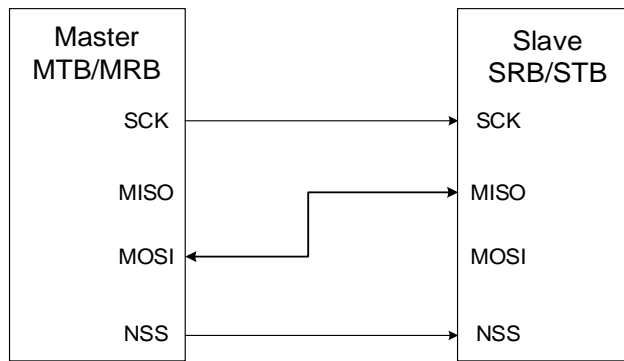 Master
MTB/MRB
SCK
MISO
MOSI
NSS
Slave
SRB/STB
SCK
MISO
MOSI
NSS